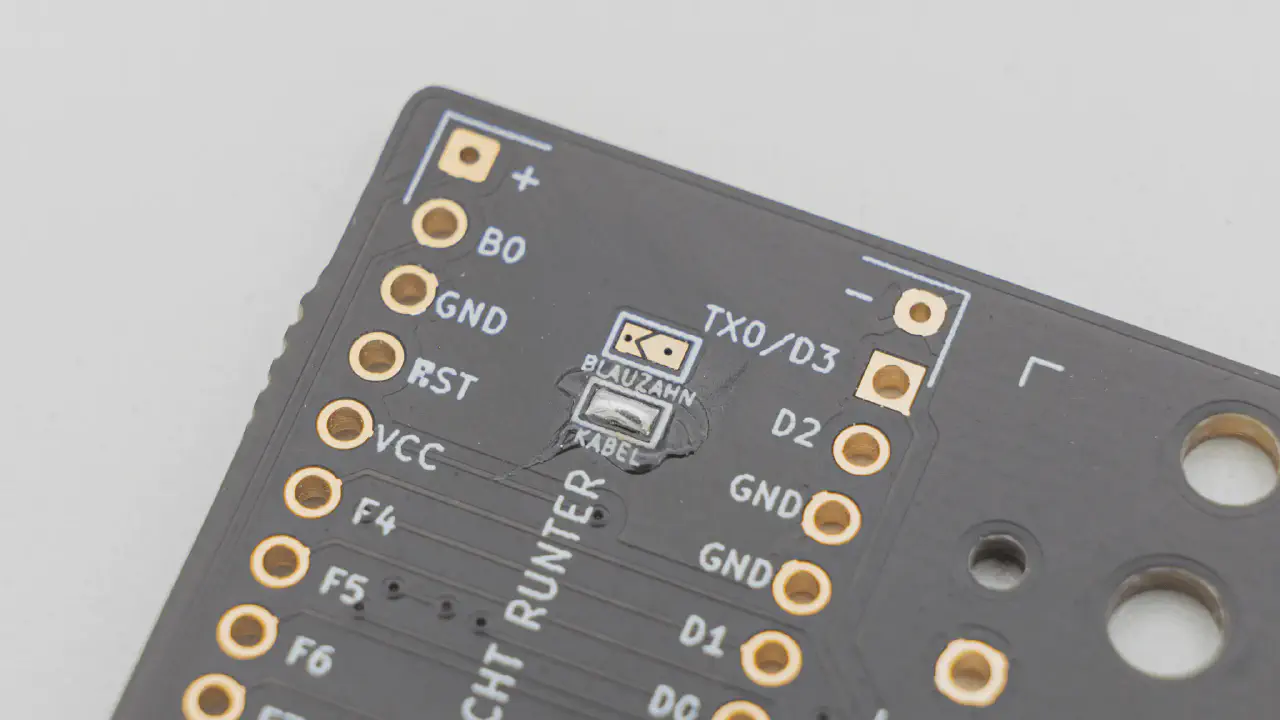 +
B0
GND
RST
VCC
F4
F5
F6
BLAUZAHN
KABEL
CHT RUNTER
-
TX0/D3
D2
GND
GND
D1
D0